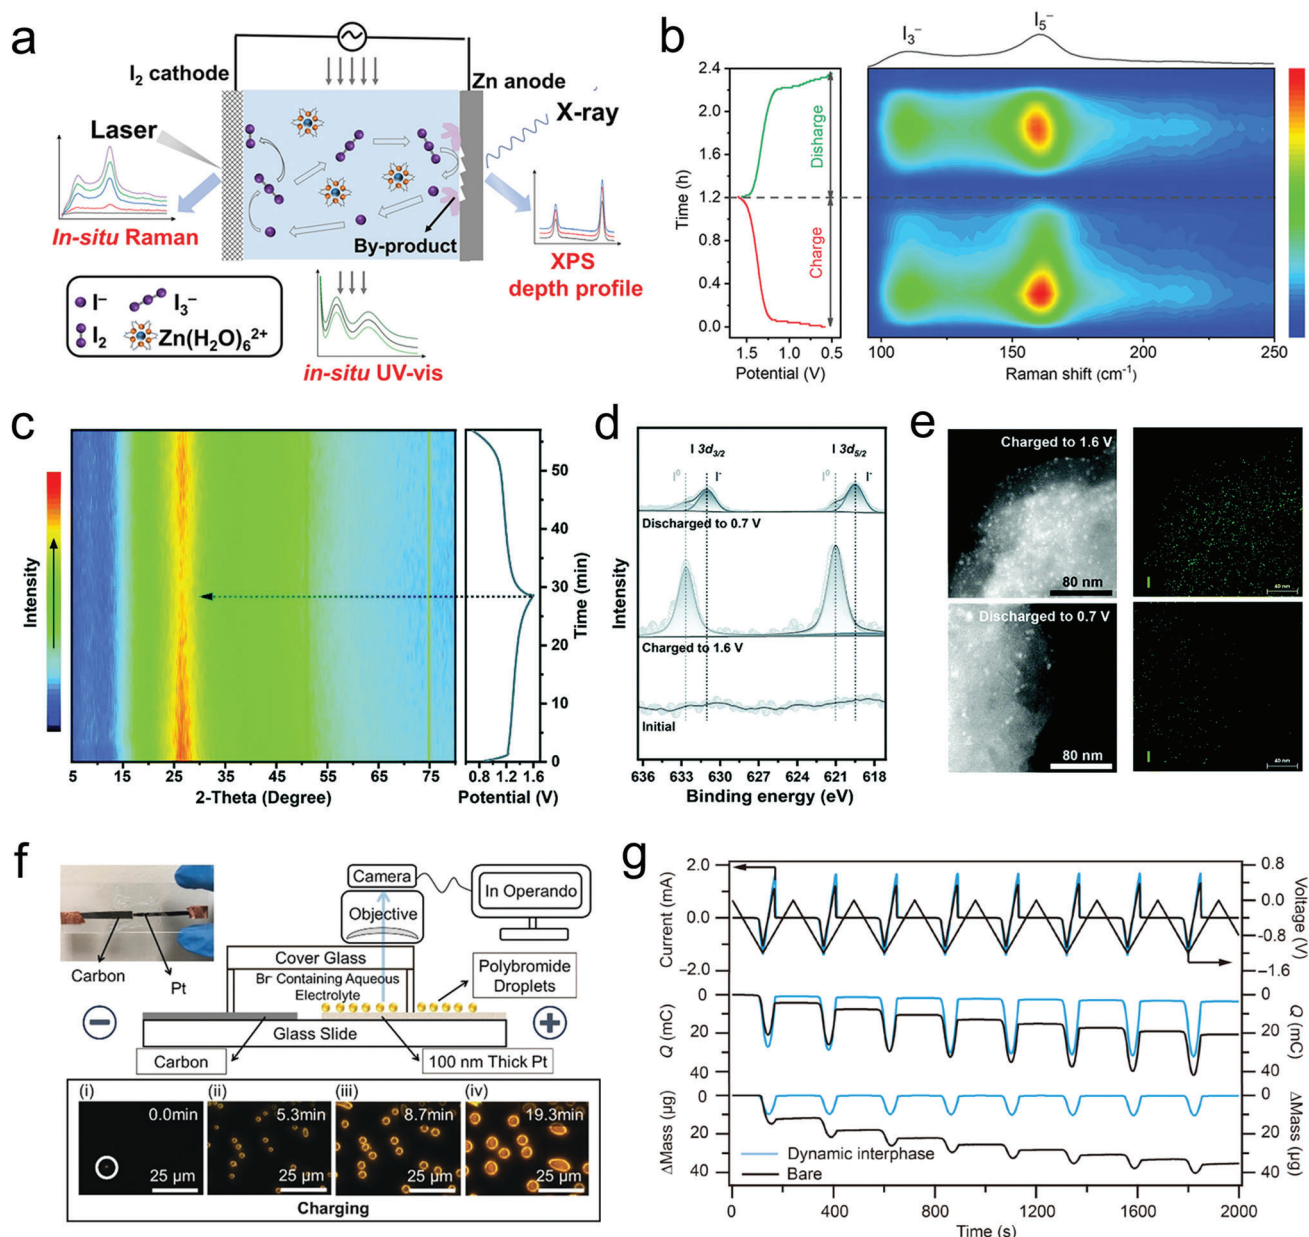 a
I₂ cathode
Zn anode
Laser
X-ray
In-situ Raman
By-product
XPS
depth profile
I⁻
I₃⁻
I₂
Zn(H₂O)₆²⁺
in-situ UV-vis
b
I₃⁻
I₅⁻
2.4
2.0
1.6
1.2
0.8
0.4
0.0
Time (h)
Disharge
Charge
1.5 1.0 0.5
Potential (V)
100 150 200 250
Raman shift (cm⁻¹)
c
Intensity
50
40
30
20
10
0
Time (min)
5 15 25 35 45 55 65 75
2-Theta (Degree)
0.8 1.2 1.6
Potential (V)
d
I 3d₃/₂
I 3d₅/₂
I⁰ I⁻
I⁰ I⁻
Discharged to 0.7 V
Charged to 1.6 V
Initial
Intensity
636 633 630 627 624 621 618
Binding energy (eV)
e
Charged to 1.6 V
80 nm
I
40 nm
Discharged to 0.7 V
80 nm
I
40 nm
f
Carbon
Pt
Camera
In Operando
Objective
Cover Glass
Br⁻ Containing Aqueous
Electrolyte
Polybromide
Droplets
−
+
Glass Slide
Carbon
100 nm Thick Pt
(i)
0.0min
25 µm
(ii)
5.3min
25 µm
(iii)
8.7min
25 µm
(iv)
19.3min
25 µm
Charging
g
2.0
0.0
−2.0
Current (mA)
0.8
0.0
−0.8
−1.6
Voltage (V)
0
20
40
Q (mC)
0
20
40
Q (mC)
0
20
40
ΔMass (µg)
0
20
40
ΔMass (µg)
Dynamic interphase
Bare
0 400 800 1200 1600 2000
Time (s)